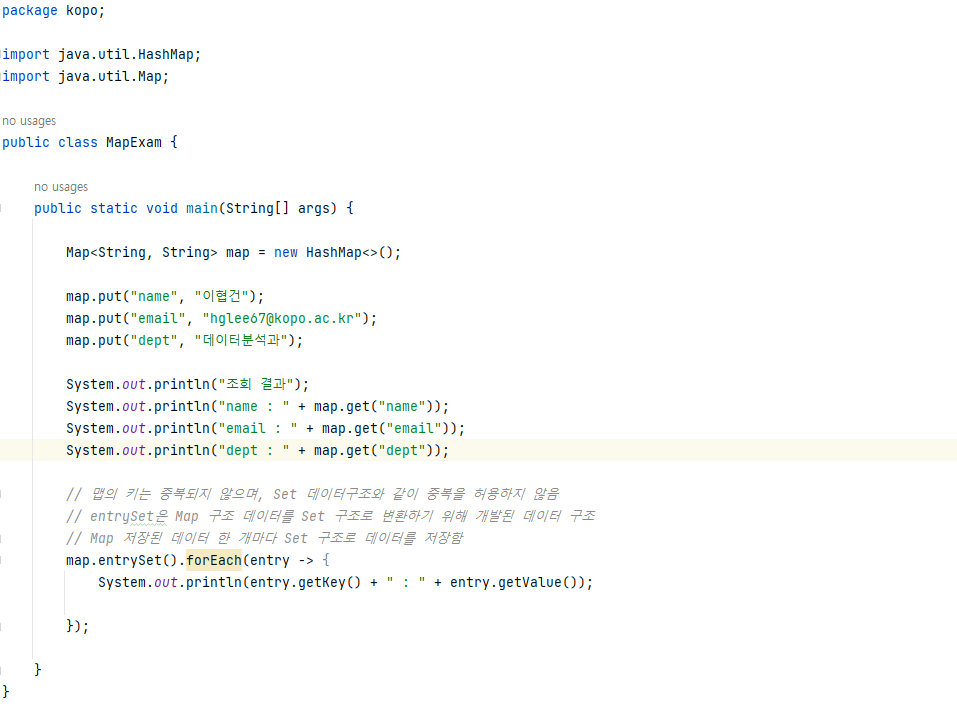 package kopo;
import java.util.HashMap;
import java.util.Map;
no usages
public class MapExam {
no usages
public static void main(String[] args) {
Map<String, String> map = new HashMap<>();
map.put("name", "이협건");
map.put("email", "hglee67@kopo.ac.kr");
map.put("dept", "데이터분석과");
System.out.println("조회 결과");
System.out.println("name : " + map.get("name"));
System.out.println("email : " + map.get("email"));
System.out.println("dept : " + map.get("dept"));
// 맵의 키는 중복되지 않으며, Set 데이터구조와 같이 중복을 허용하지 않음
// entrySet은 Map 구조 데이터를 Set 구조로 변환하기 위해 개발된 데이터 구조
// Map 저장된 데이터 한 개마다 Set 구조로 데이터를 저장함
map.entrySet().forEach(entry -> {
System.out.println(entry.getKey() + " : " + entry.getValue());
});
}
}